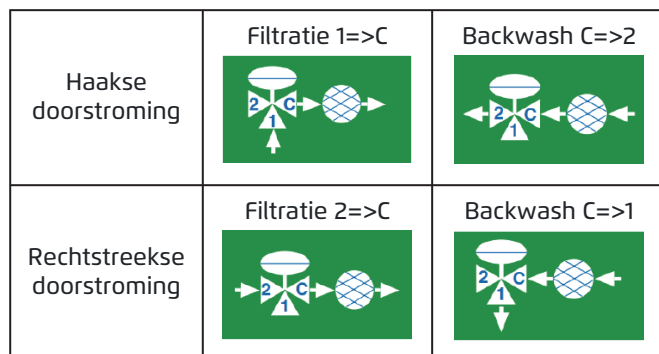 Filtratie 1=>C
Backwash C=>2
Haakse
doorstroming
2 C
1
2 C
1
Filtratie 2=>C
Backwash C=>1
Rechtstreekse
doorstroming
2 C
1
2 C
1